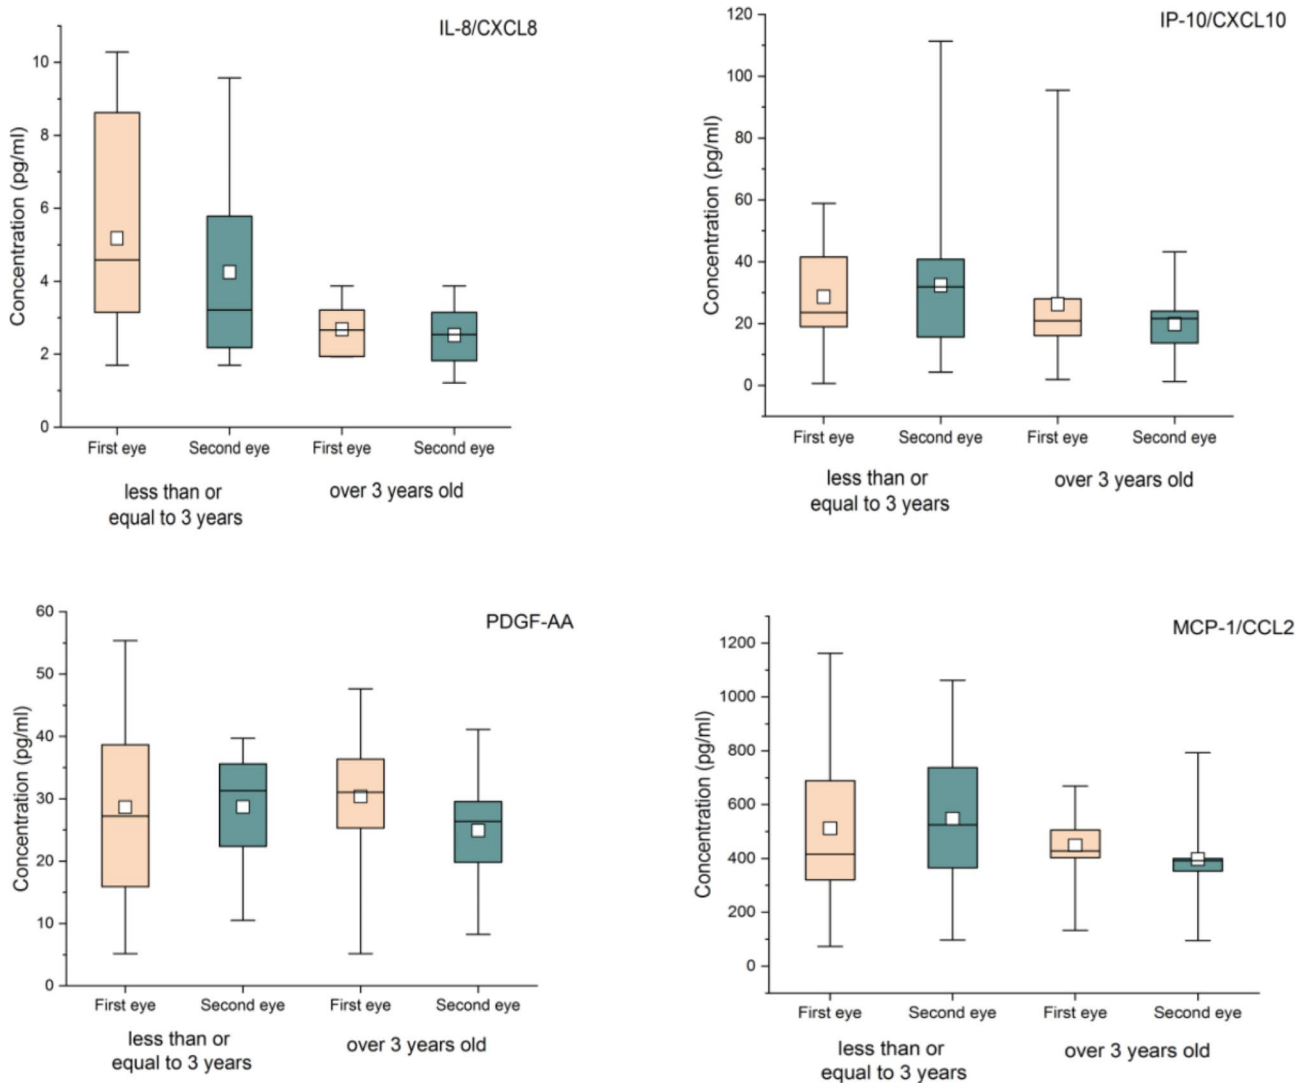 IL-8/CXCL8
Concentration (pg/ml)
10
8
6
4
2
0
First eye Second eye First eye Second eye
less than or
equal to 3 years
over 3 years old
IP-10/CXCL10
Concentration (pg/ml)
120
100
80
60
40
20
0
First eye Second eye First eye Second eye
less than or
equal to 3 years
over 3 years old
PDGF-AA
Concentration (pg/ml)
60
50
40
30
20
10
0
First eye Second eye First eye Second eye
less than or
equal to 3 years
over 3 years old
MCP-1/CCL2
Concentration (pg/ml)
1200
1000
800
600
400
200
0
First eye Second eye First eye Second eye
less than or
equal to 3 years
over 3 years old